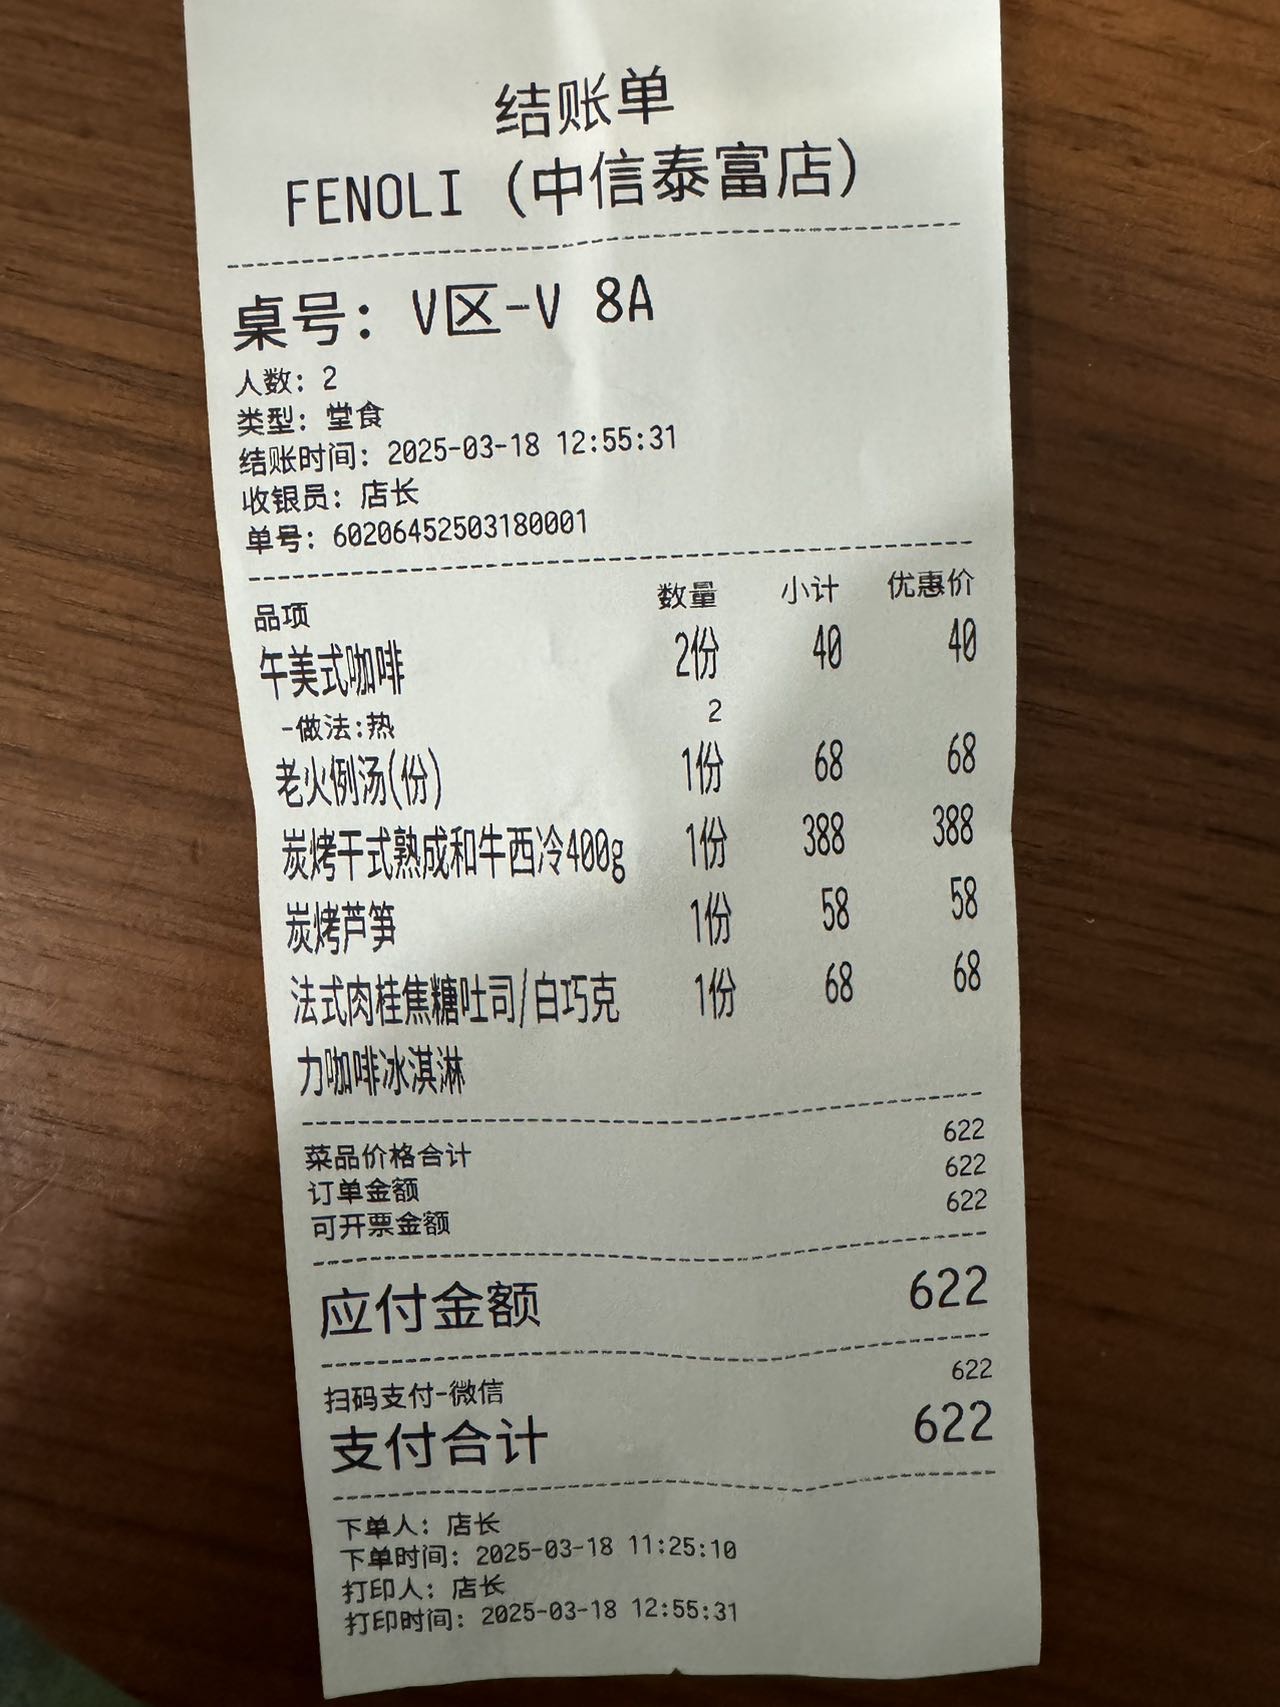 结账单
FENOLI (中信泰富店)
桌号: V区-V 8A
人数: 2
类型: 堂食
结账时间: 2025-03-18 12:55:31
收银员: 店长
单号: 60206452503180001
品项 数量 小计 优惠价
午美式咖啡 2份 40 40
-做法:热 2
老火例汤(份) 1份 68 68
炭烤干式熟成和牛西冷400g 1份 388 388
炭烤芦笋 1份 58 58
法式肉桂焦糖吐司/白巧克 1份 68 68
力咖啡冰淇淋
菜品价格合计 622
订单金额 622
可开票金额 622
应付金额 622
扫码支付-微信 622
支付合计 622
下单人: 店长
下单时间: 2025-03-18 11:25:10
打印人: 店长
打印时间: 2025-03-18 12:55:31